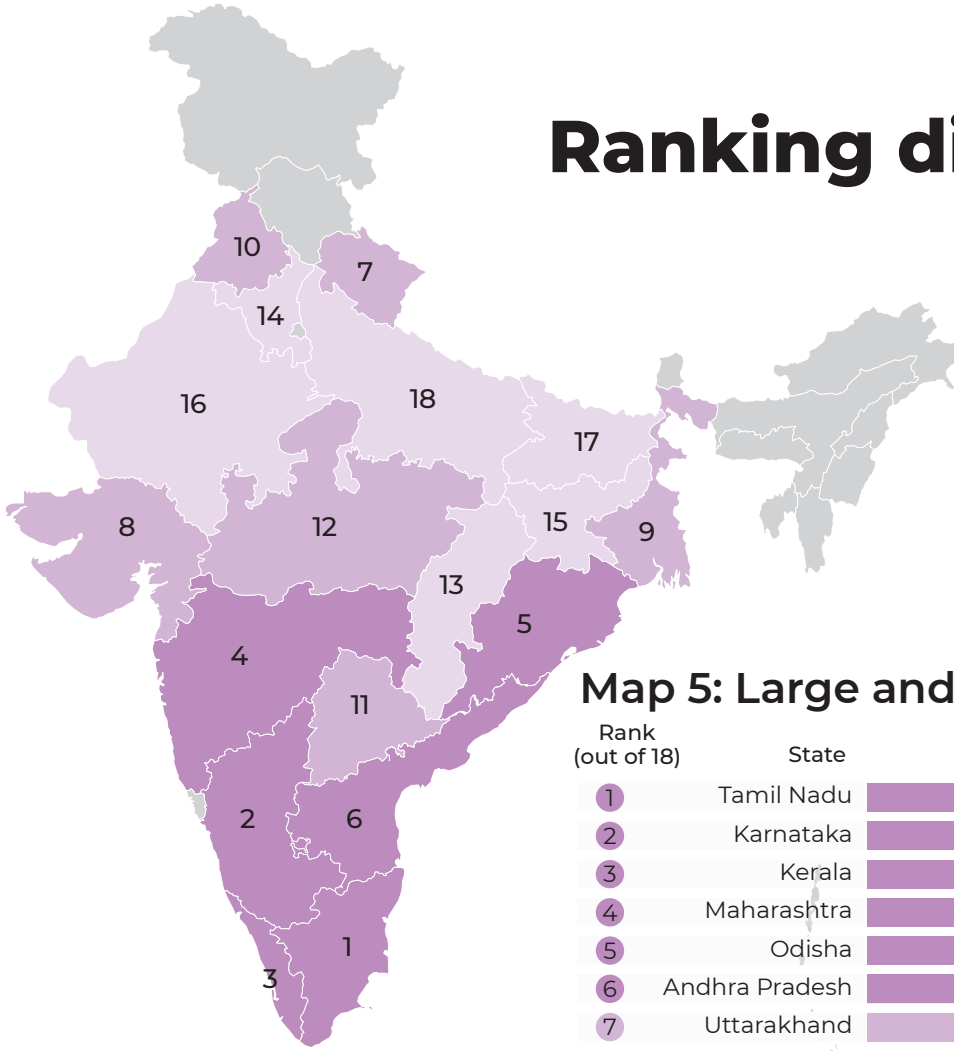 Ranking di
10
7
14
16
18
17
8
12
15
9
13
5
4
11
2
6
1
3
Map 5: Large and
Rank
(out of 18)
State
1 Tamil Nadu
2 Karnataka
3 Kerala
4 Maharashtra
5 Odisha
6 Andhra Pradesh
7 Uttarakhand